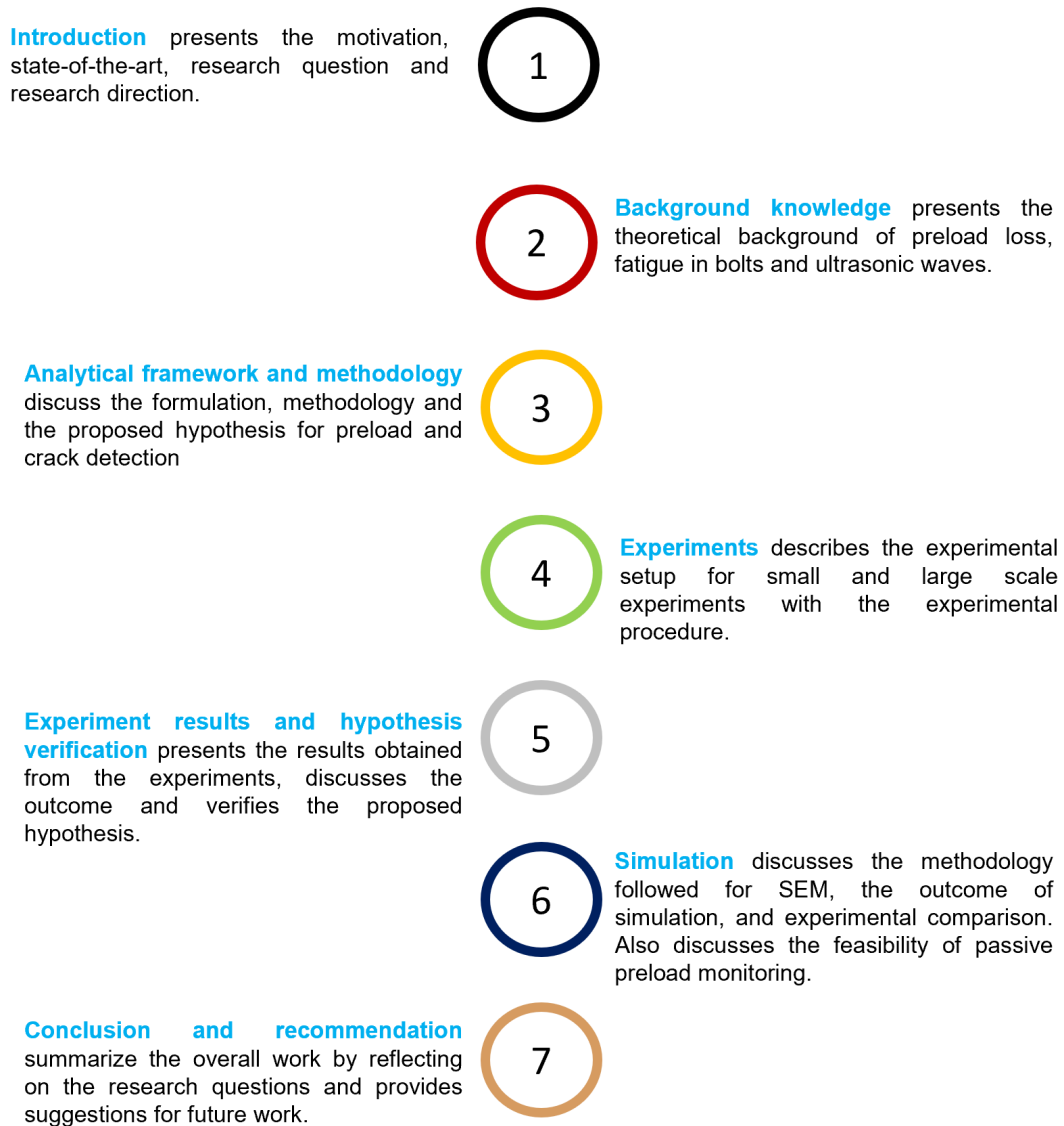 Introduction presents the motivation,
state-of-the-art, research question and
research direction.
1
2
Background knowledge presents the
theoretical background of preload loss,
fatigue in bolts and ultrasonic waves.
Analytical framework and methodology
discuss the formulation, methodology and
the proposed hypothesis for preload and
crack detection
3
4
Experiments describes the experimental
setup for small and large scale
experiments with the experimental
procedure.
Experiment results and hypothesis
verification presents the results obtained
from the experiments, discusses the
outcome and verifies the proposed
hypothesis.
5
6
Simulation discusses the methodology
followed for SEM, the outcome of
simulation, and experimental comparison.
Also discusses the feasibility of passive
preload monitoring.
Conclusion and recommendation
summarize the overall work by reflecting
on the research questions and provides
suggestions for future work.
7